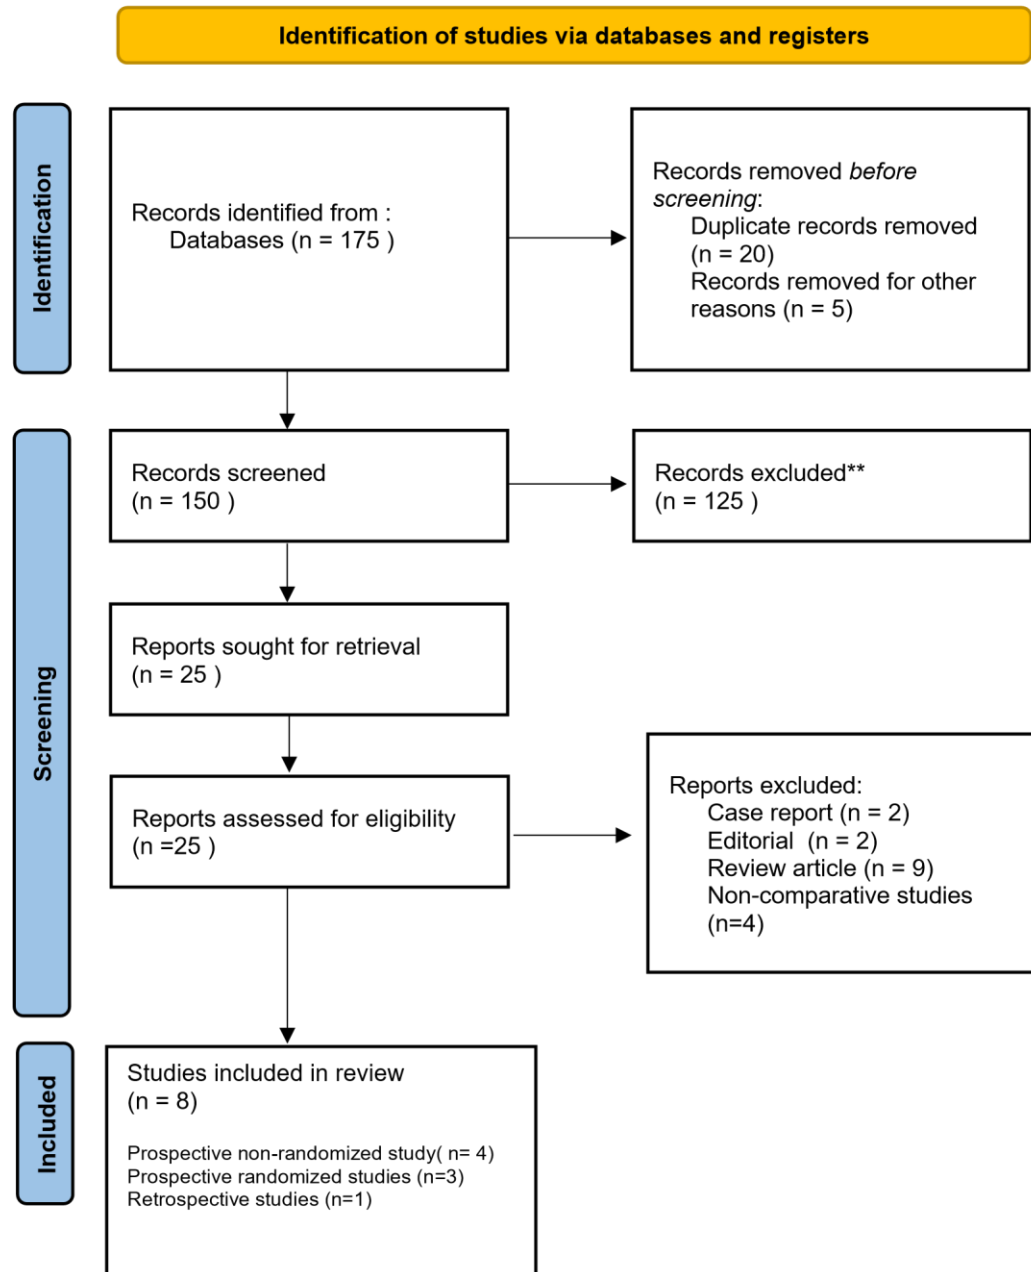 Identification of studies via databases and registers
Identification
Records identified from :
Databases (n = 175 )
Records removed before
screening:
Duplicate records removed
(n = 20)
Records removed for other
reasons (n = 5)
Screening
Records screened
(n = 150 )
Records excluded**
(n = 125 )
Reports sought for retrieval
(n = 25 )
Reports assessed for eligibility
(n =25 )
Reports excluded:
Case report (n = 2)
Editorial  (n = 2)
Review article (n = 9)
Non-comparative studies
(n=4)
Included
Studies included in review
(n = 8)
Prospective non-randomized study( n= 4)
Prospective randomized studies (n=3)
Retrospective studies (n=1)